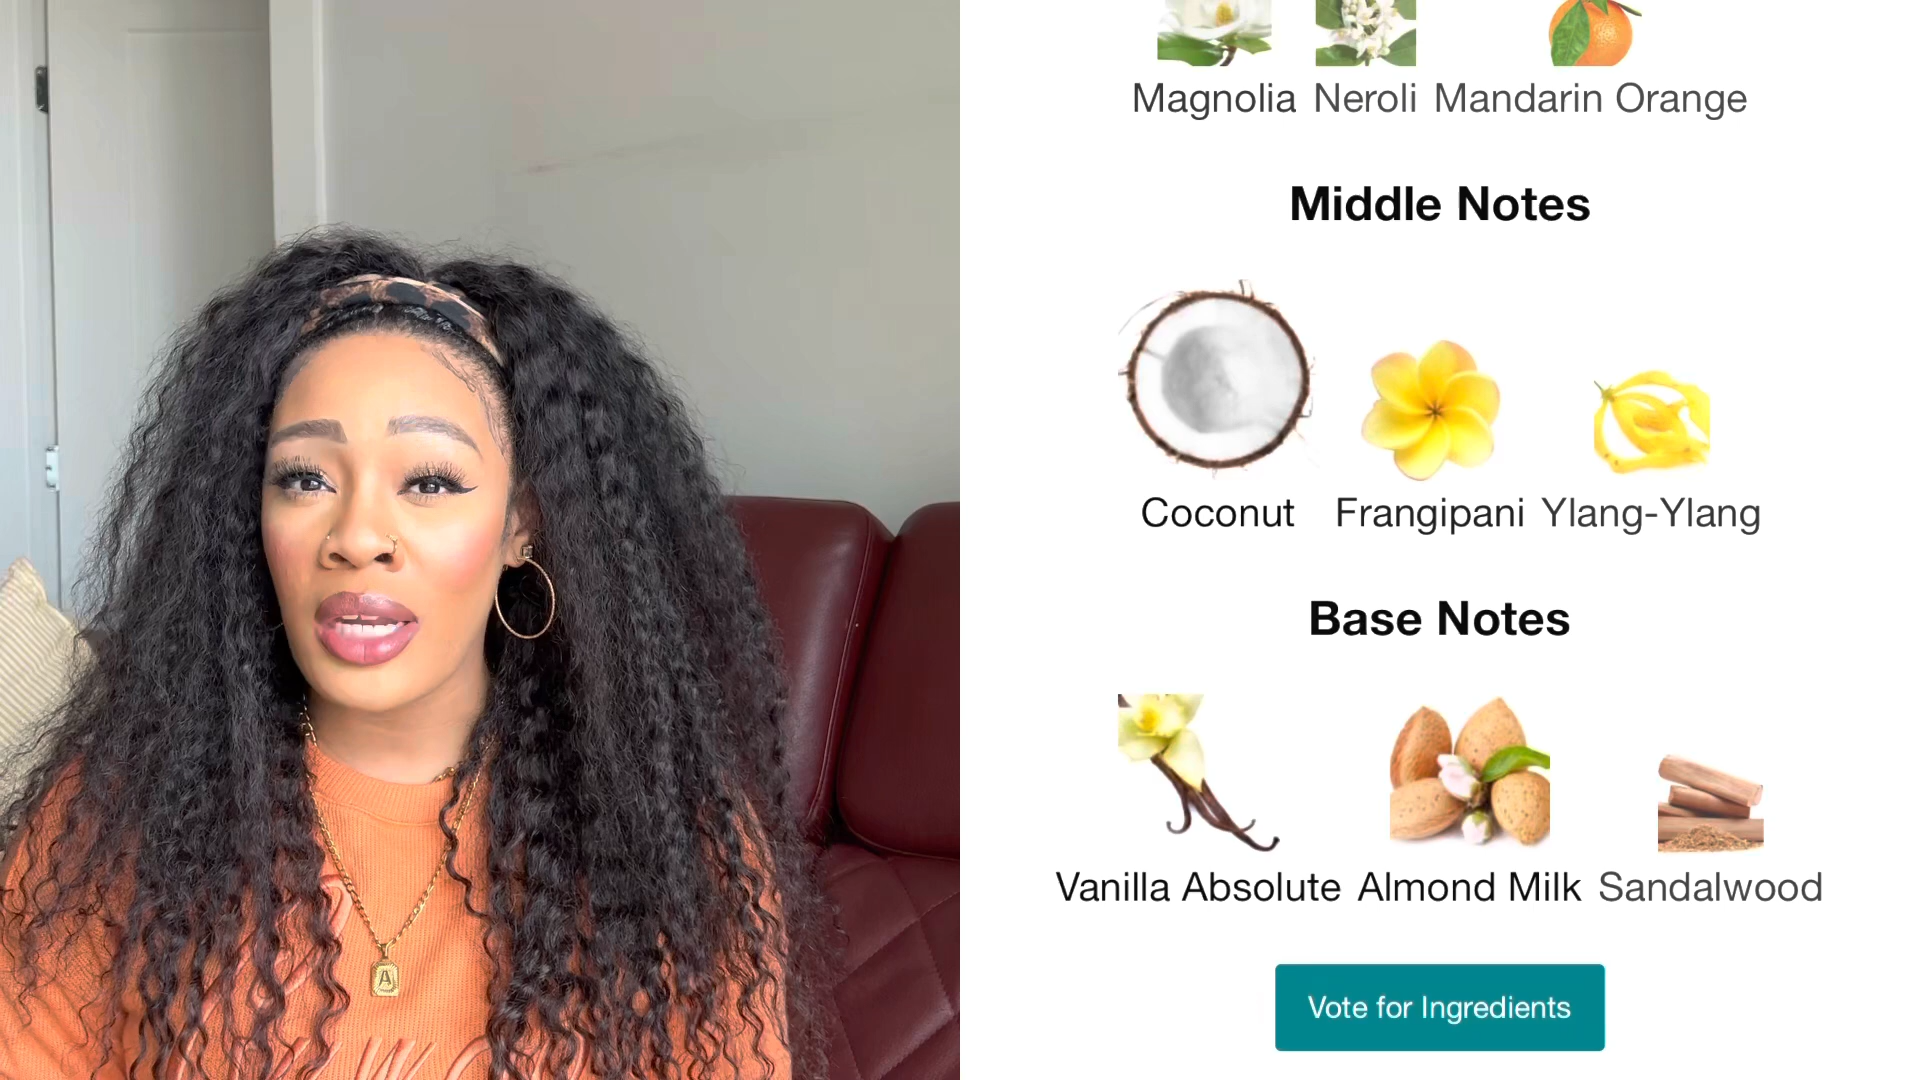 A
Magnolia Neroli Mandarin Orange
Middle Notes
Coconut Frangipani Ylang-Ylang
Base Notes
Vanilla Absolute Almond Milk Sandalwood
Vote for Ingredients